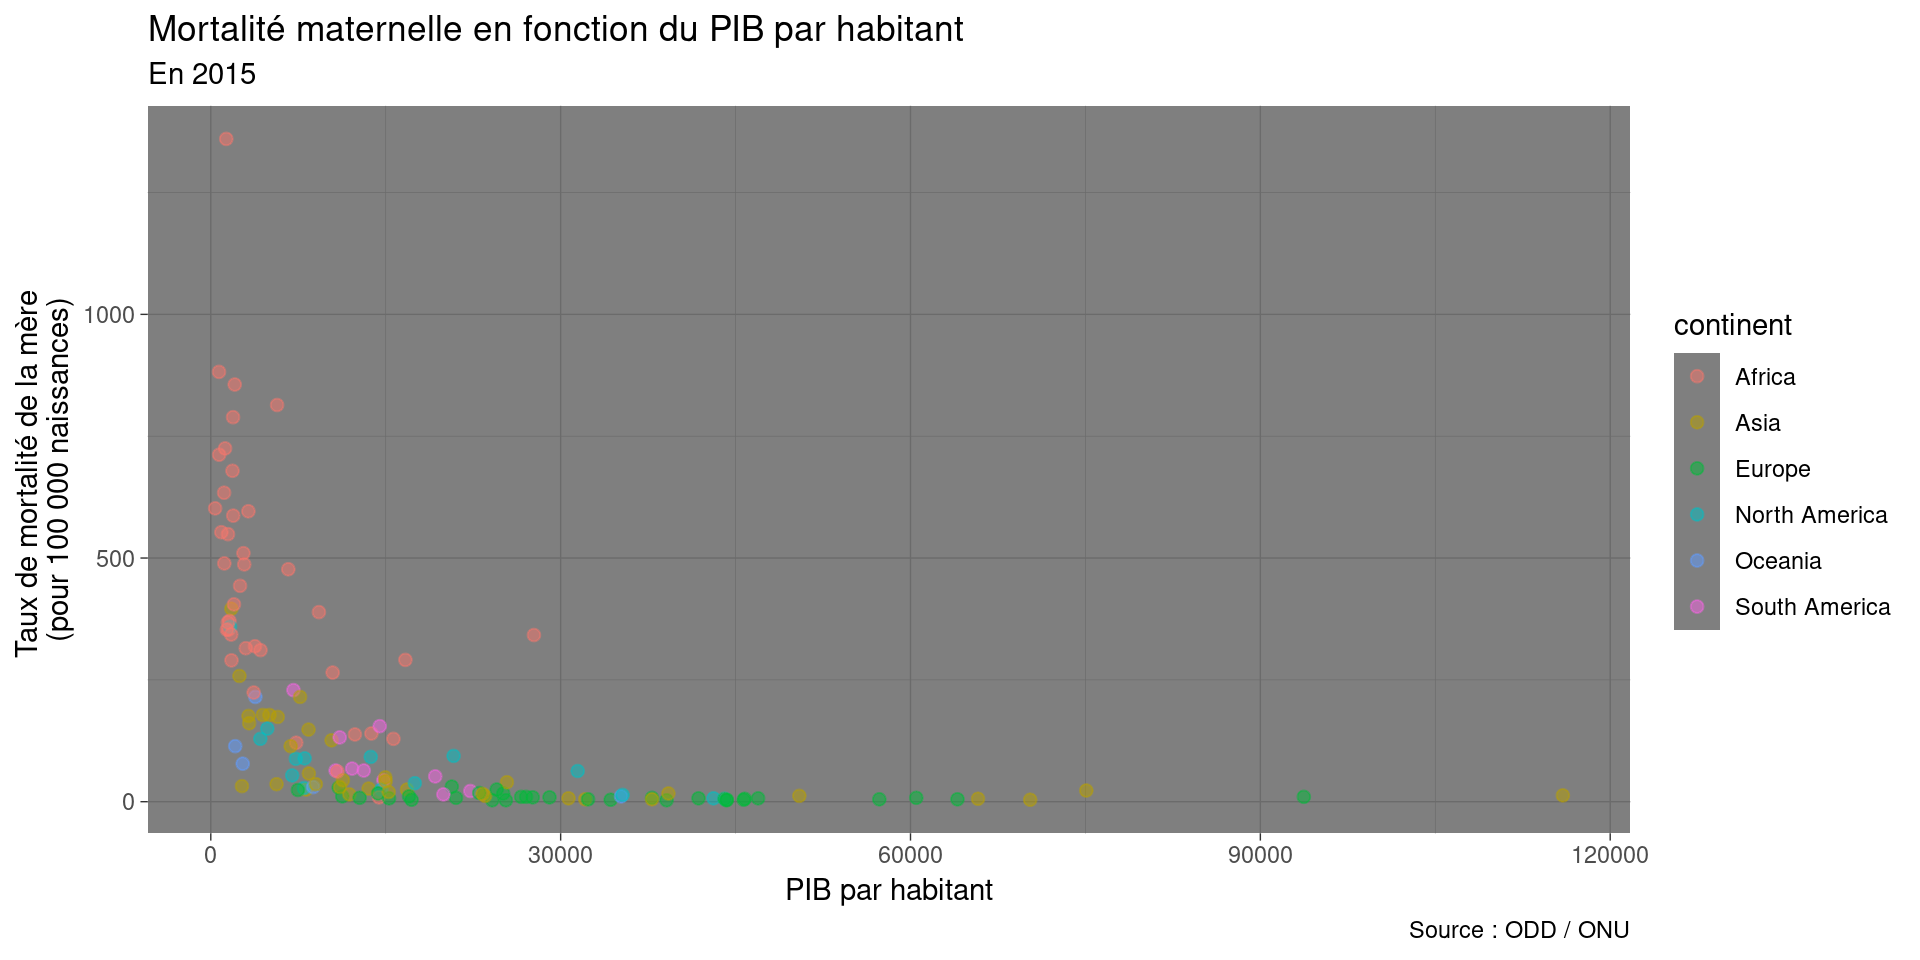 Mortalité maternelle en fonction du PIB par habitant
En 2015
Taux de mortalité de la mère
(pour 100 000 naissances)
1000
500
0
0 30000 60000 90000 120000
PIB par habitant
continent
Africa
Asia
Europe
North America
Oceania
South America
Source : ODD / ONU